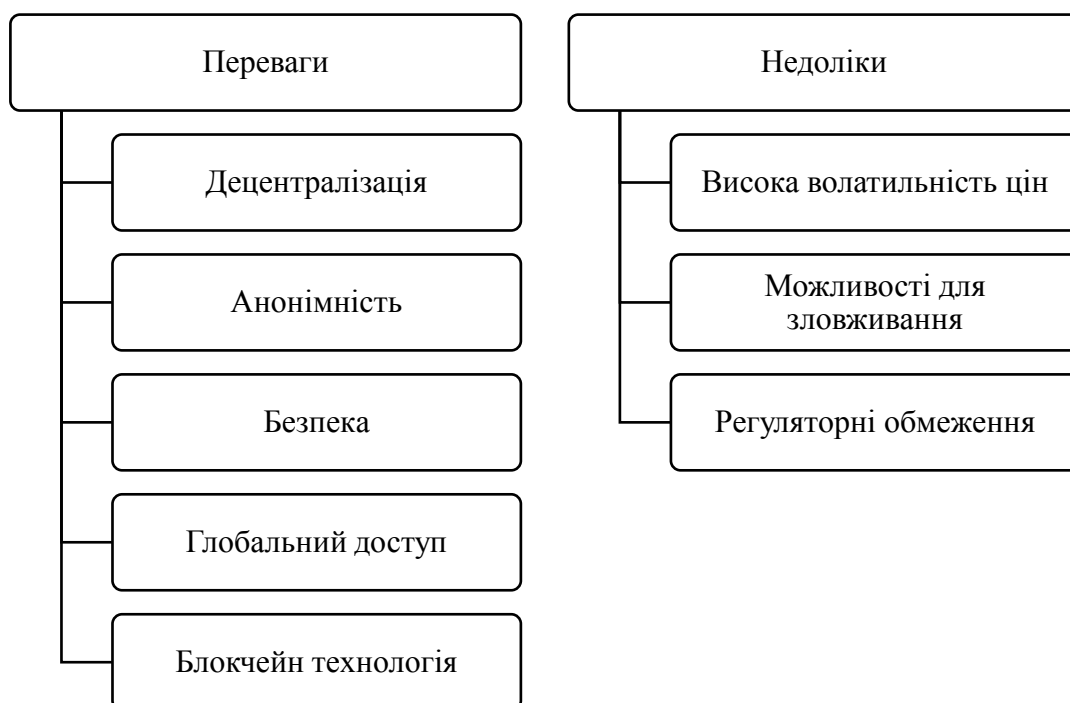 Переваги
Децентралізація
Анонімність
Безпека
Глобальний доступ
Блокчейн технологія
Недоліки
Висока волатильність цін
Можливості для
зловживання
Регуляторні обмеження